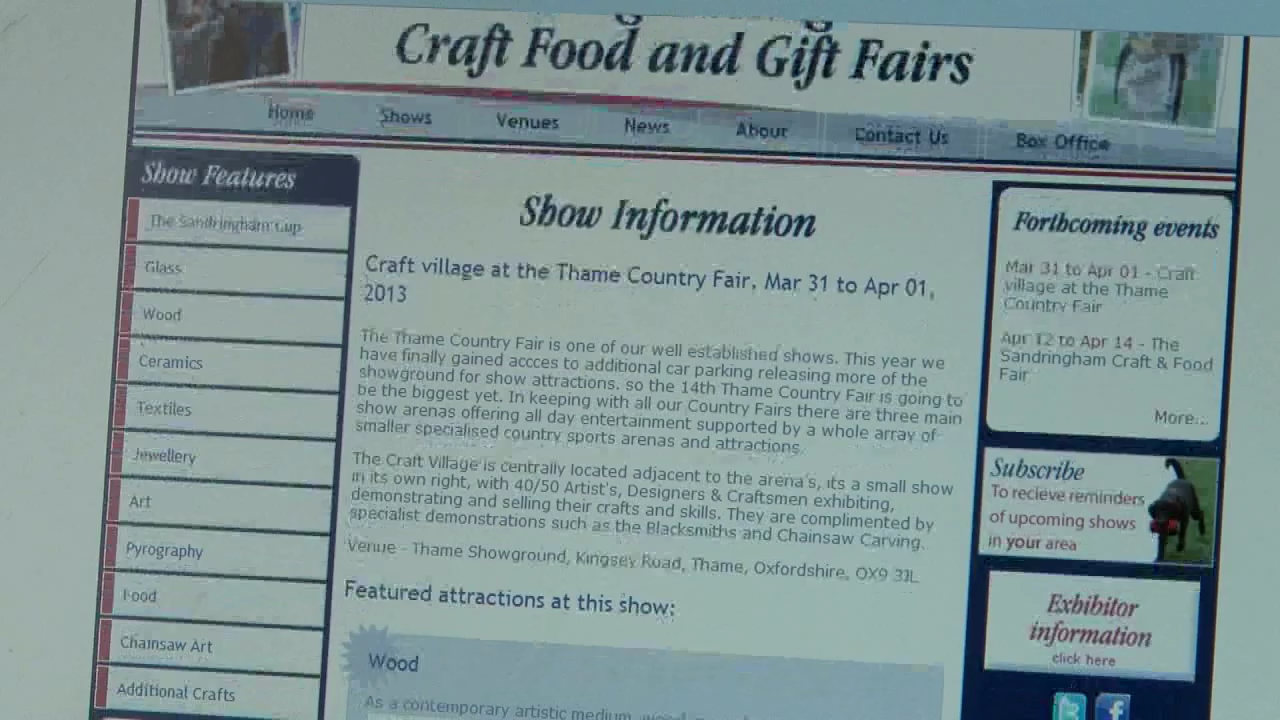 Craft Food and Gift Fairs
Home Shows Venues News About Contact Us Box Office
Show Features
The Sandringham Cup
Glass
Wood
Ceramics
Textiles
Jewellery
Art
Pyrography
Food
Chainsaw Art
Additional Crafts
Show Information
Craft village at the Thame Country Fair, Mar 31 to Apr 01,
2013
The Thame Country Fair is one of our well established shows. This year we
have finally gained accces to additional car parking releasing more of the
showground for show attractions. so the 14th Thame Country Fair is going to
be the biggest yet. In keeping with all our Country Fairs there are three main
show arenas offering all day entertainment supported by a whole array of
smaller specialised country sports arenas and attractions.
The Craft Village is centrally located adjacent to the arena's, its a small show
in its own right, with 40/50 Artist's, Designers & Craftsmen exhibiting,
demonstrating and selling their crafts and skills. They are complimented by
specialist demonstrations such as the Blacksmiths and Chainsaw Carving.
Venue - Thame Showground, Kingsey Road, Thame, Oxfordshire, OX9 3JL
Featured attractions at this show:
Wood
As a contemporary artistic medium, wood
Forthcoming events
Mar 31 to Apr 01 - Craft
village at the Thame
Country Fair
Apr 12 to Apr 14 - The
Sandringham Craft & Food
Fair
More...
Subscribe
To recieve reminders
of upcoming shows
in your area
Exhibitor
information
click here